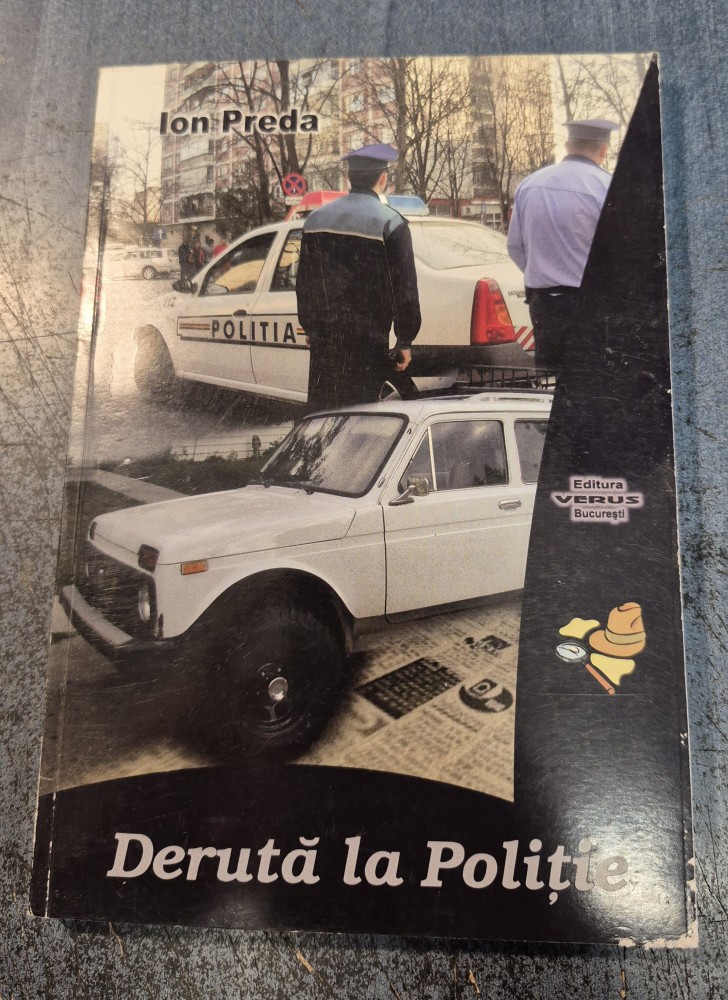 Ion Preda
POLITIA
Editura
VERUS
București
Derută la Poliție